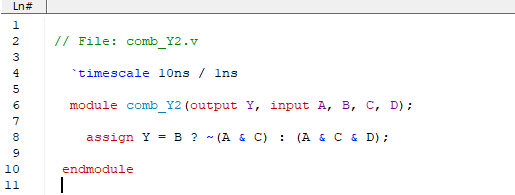 Ln#
1
2 // File: comb_Y2.v
3
4 `timescale 10ns / 1ns
5
6 module comb_Y2(output Y, input A, B, C, D);
7
8 assign Y = B ? ~(A & C) : (A & C & D);
9
10 endmodule
11